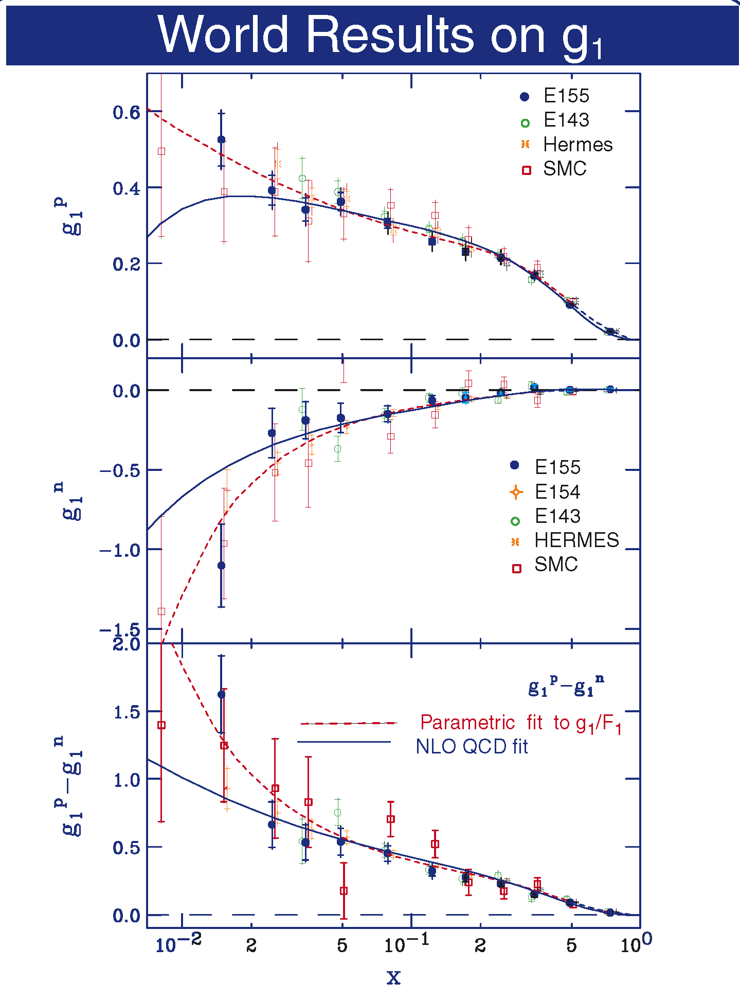 World Results on g1
E155
E143
Hermes
SMC
0.6
0.4
0.2
0.0
g1p
0.0
−0.5
−1.0
−1.5
g1n
E155
E154
E143
HERMES
SMC
2.0
1.5
1.0
0.5
0.0
g1p−g1n
g1p−g1n
Parametric fit to g1/F1
NLO QCD fit
10-2 2 5 10-1 2 5 100
x